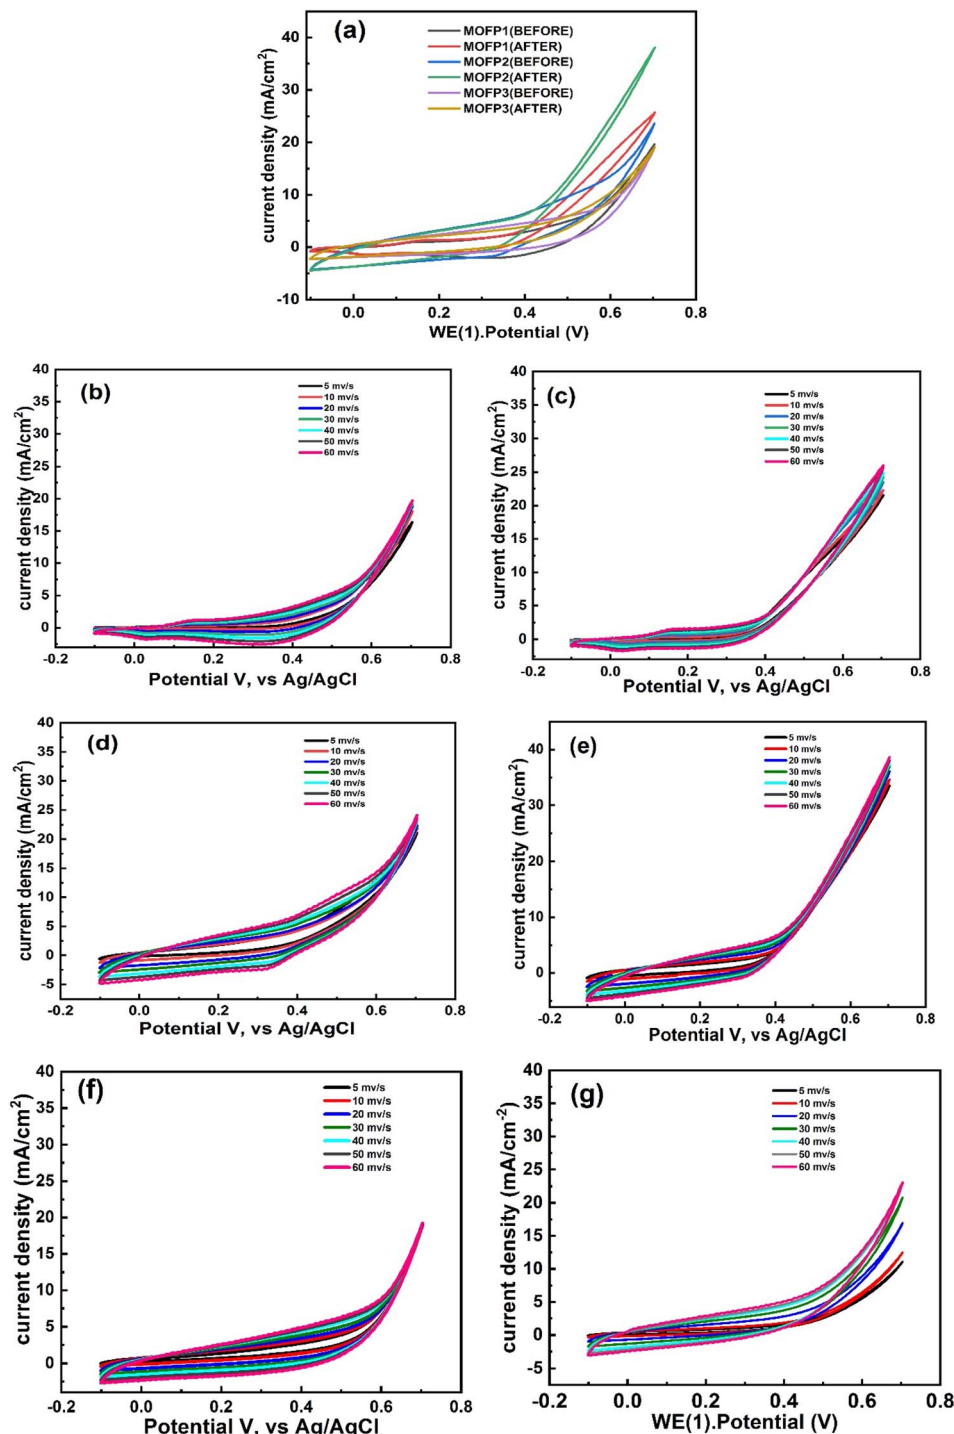 (a)
MOFP1(BEFORE)
MOFP1(AFTER)
MOFP2(BEFORE)
MOFP2(AFTER)
MOFP3(BEFORE)
MOFP3(AFTER)
current density (mA/cm²)
40
30
20
10
0
-10
0.0 0.2 0.4 0.6 0.8
WE(1).Potential (V)
(b)
5 mv/s
10 mv/s
20 mv/s
30 mv/s
40 mv/s
50 mv/s
60 mv/s
current density (mA/cm²)
40
35
30
25
20
15
10
5
0
-0.2 0.0 0.2 0.4 0.6 0.8
Potential V, vs Ag/AgCl
(c)
5 mv/s
10 mv/s
20 mv/s
30 mv/s
40 mv/s
50 mv/s
60 mv/s
current density (mA/cm²)
40
35
30
25
20
15
10
5
0
-0.2 0.0 0.2 0.4 0.6 0.8
Potential V, vs Ag/AgCl
(d)
5 mv/s
10 mv/s
20 mv/s
30 mv/s
40 mv/s
50 mv/s
60 mv/s
current density (mA/cm²)
40
35
30
25
20
15
10
5
0
-5
-0.2 0.0 0.2 0.4 0.6 0.8
Potential V, vs Ag/AgCl
(e)
5 mv/s
10 mv/s
20 mv/s
30 mv/s
40 mv/s
50 mv/s
60 mv/s
current density (mA/cm²)
40
30
20
10
0
-0.2 0.0 0.2 0.4 0.6 0.8
Potential V, vs Ag/AgCl
(f)
5 mv/s
10 mv/s
20 mv/s
30 mv/s
40 mv/s
50 mv/s
60 mv/s
current density (mA/cm²)
40
35
30
25
20
15
10
5
0
-5
-0.2 0.0 0.2 0.4 0.6 0.8
Potential V, vs Ag/AgCl
(g)
5 mv/s
10 mv/s
20 mv/s
30 mv/s
40 mv/s
50 mv/s
60 mv/s
current density (mA/cm⁻²)
40
35
30
25
20
15
10
5
0
-5
-0.2 0.0 0.2 0.4 0.6 0.8
WE(1).Potential (V)